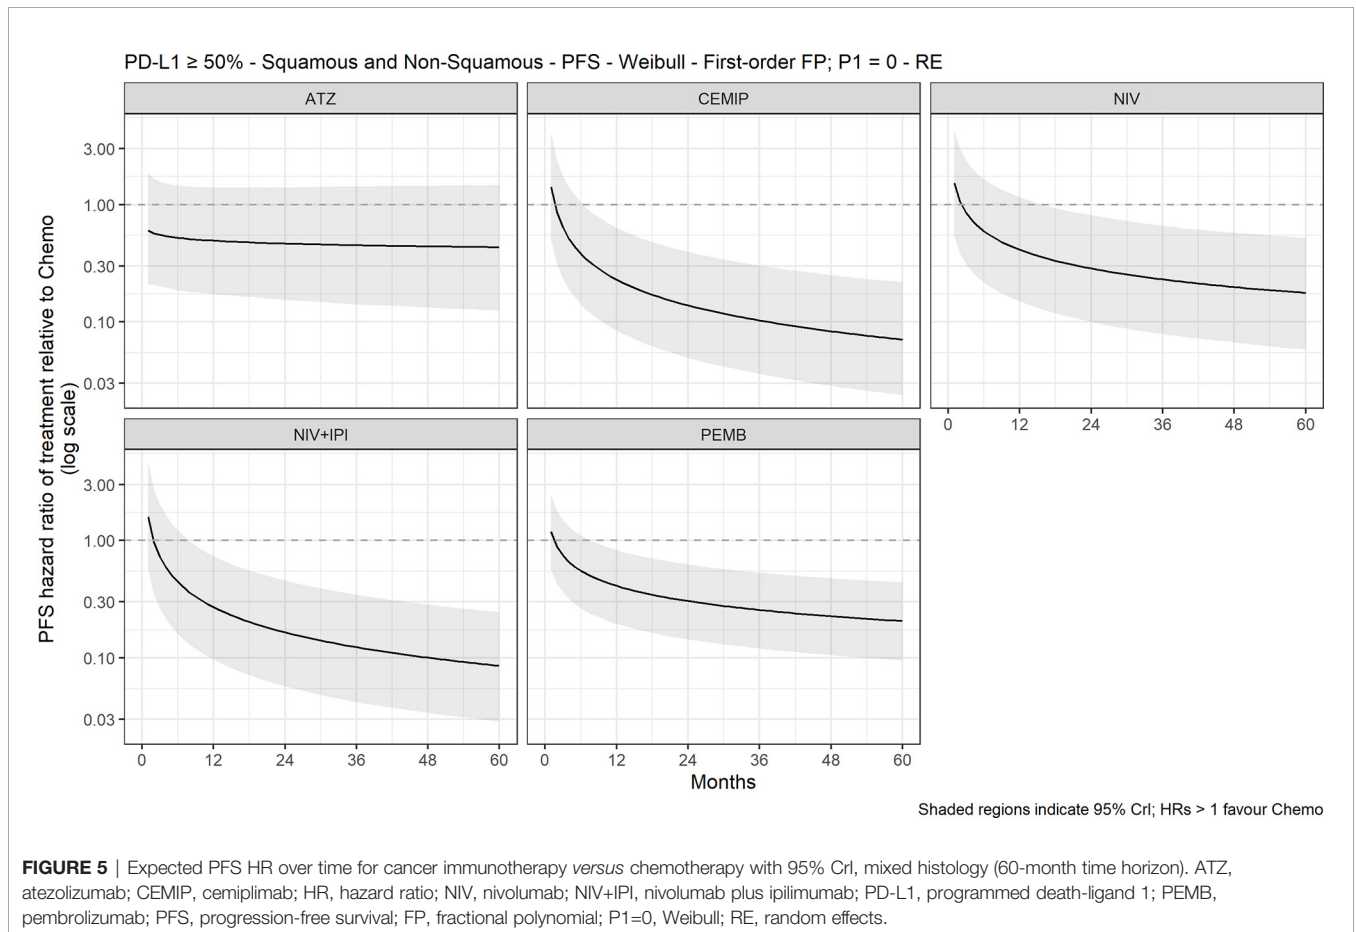 PD-L1 ≥ 50% - Squamous and Non-Squamous - PFS - Weibull - First-order FP; P1 = 0 - RE
ATZ
CEMIP
NIV
3.00
1.00
0.30
0.10
0.03
0 12 24 36 48 60
NIV+IPI
PEMB
3.00
1.00
0.30
0.10
0.03
0 12 24 36 48 60
0 12 24 36 48 60
PFS hazard ratio of treatment relative to Chemo
(log scale)
Months
Shaded regions indicate 95% CrI; HRs > 1 favour Chemo
FIGURE 5 | Expected PFS HR over time for cancer immunotherapy versus chemotherapy with 95% CrI, mixed histology (60-month time horizon). ATZ,
atezolizumab; CEMIP, cemiplimab; HR, hazard ratio; NIV, nivolumab; NIV+IPI, nivolumab plus ipilimumab; PD-L1, programmed death-ligand 1; PEMB,
pembrolizumab; PFS, progression-free survival; FP, fractional polynomial; P1=0, Weibull; RE, random effects.